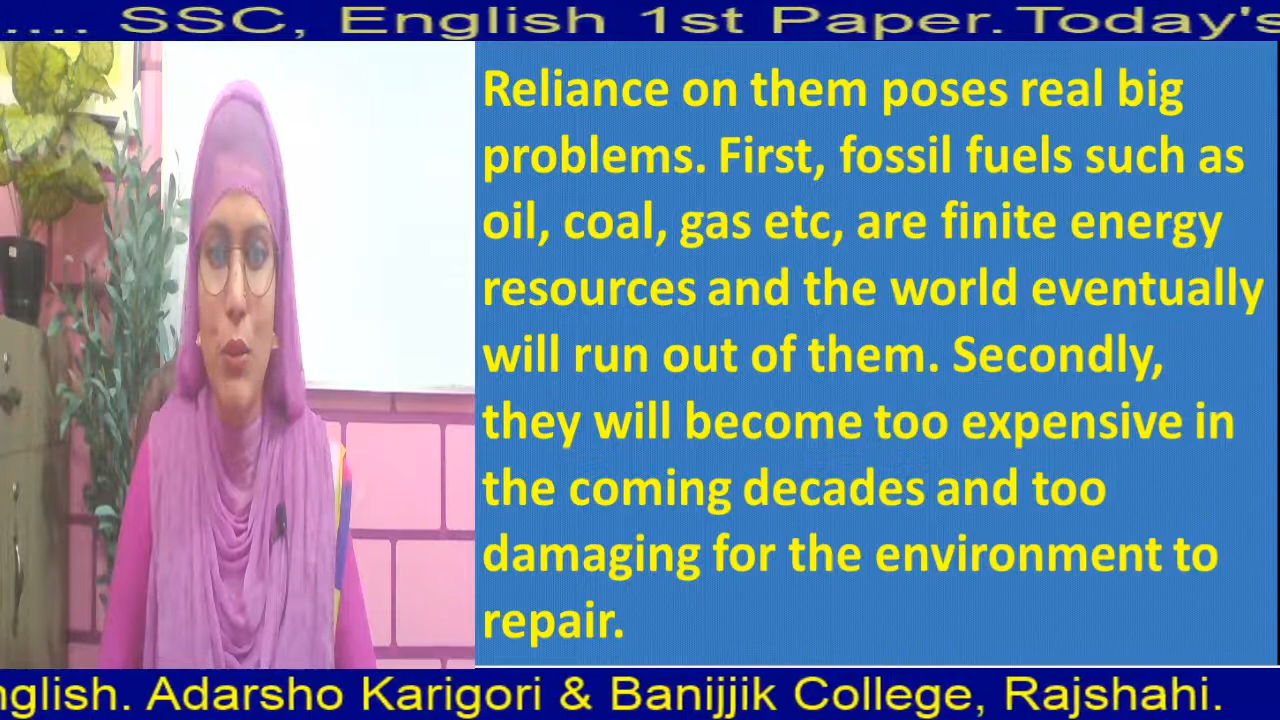 .... SSC, English 1st Paper. Today's
Reliance on them poses real big
problems. First, fossil fuels such as
oil, coal, gas etc, are finite energy
resources and the world eventually
will run out of them. Secondly,
they will become too expensive in
the coming decades and too
damaging for the environment to
repair.
nglish. Adarsho Karigori & Banijjik College, Rajshahi.